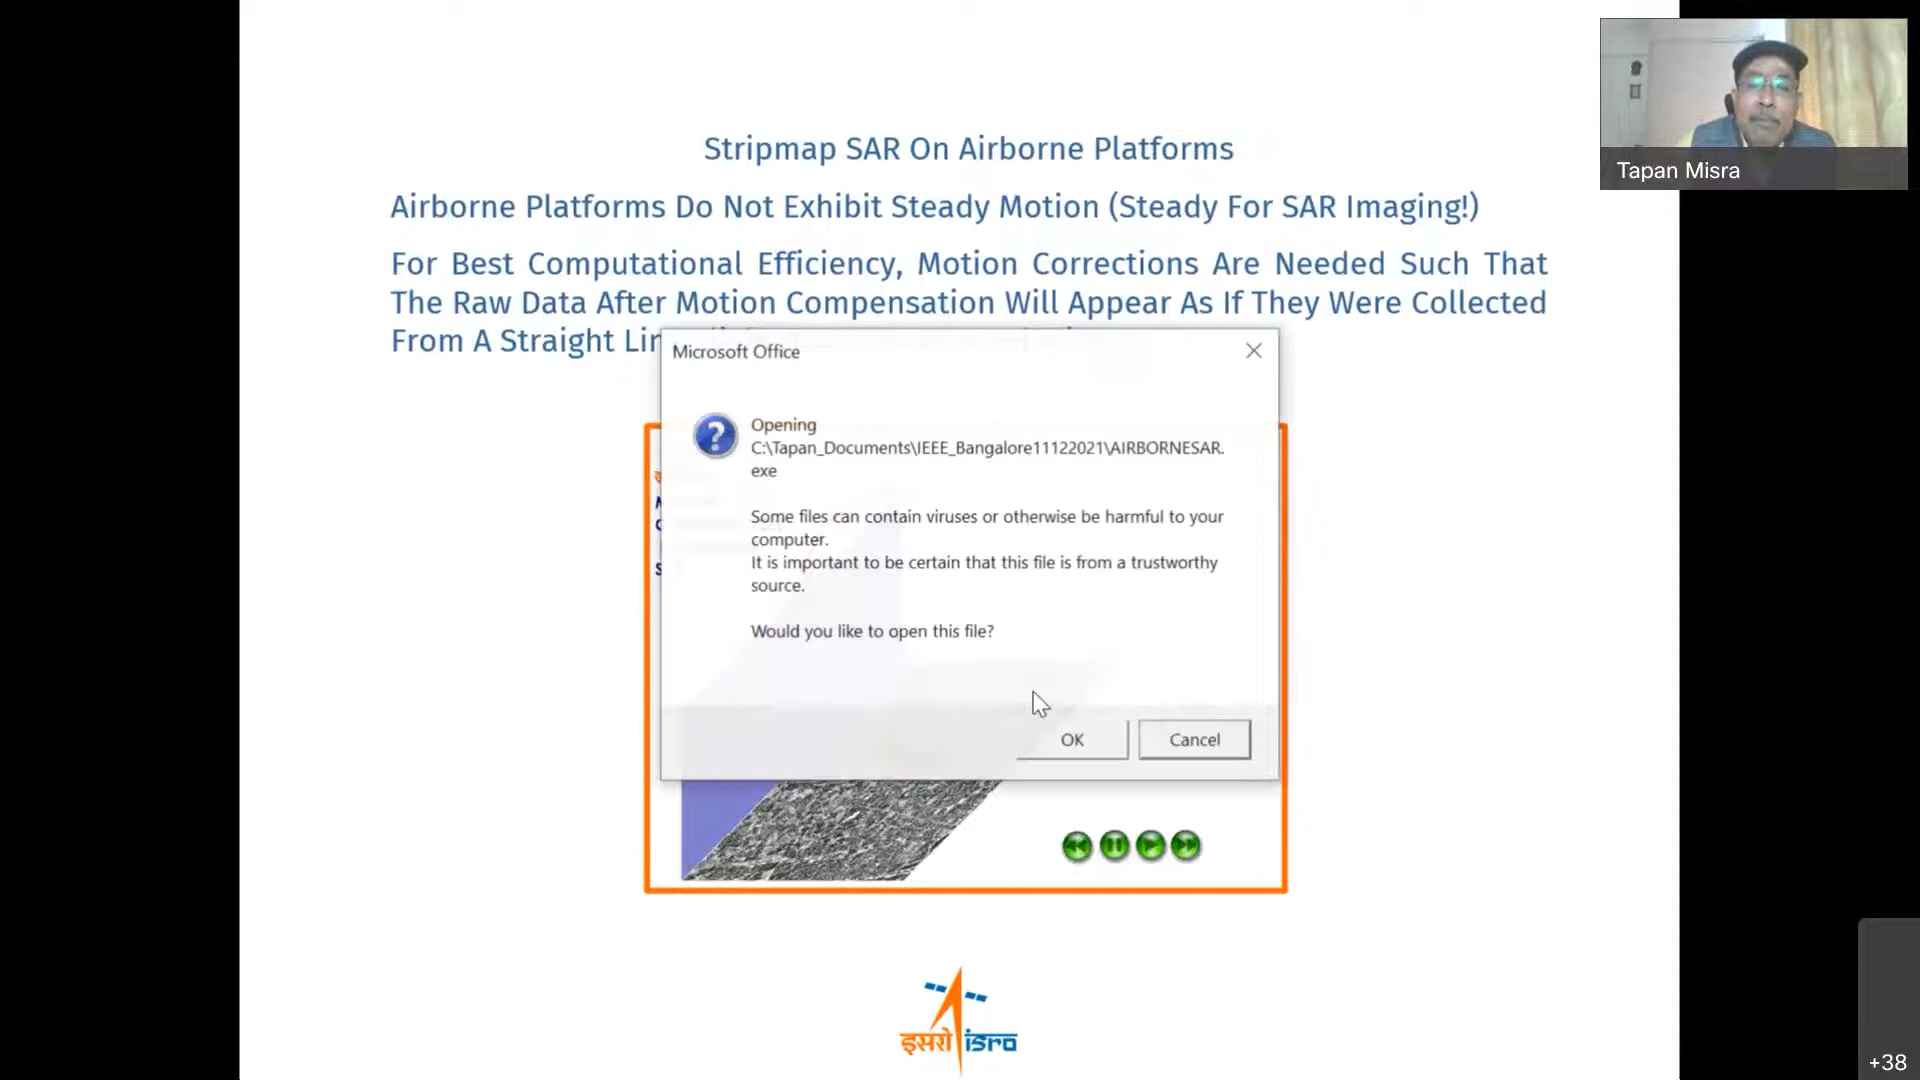 Stripmap SAR On Airborne Platforms
Airborne Platforms Do Not Exhibit Steady Motion (Steady For SAR Imaging!)
For Best Computational Efficiency, Motion Corrections Are Needed Such That
The Raw Data After Motion Compensation Will Appear As If They Were Collected
From A Straight
Microsoft Office
Opening
C:\Tapan_Documents\IEEE_Bangalore11122021\AIRBORNESAR.
exe
Some files can contain viruses or otherwise be harmful to your
computer.
It is important to be certain that this file is from a trustworthy
source.
Would you like to open this file?
OK Cancel
इसरो isro
Tapan Misra
+38